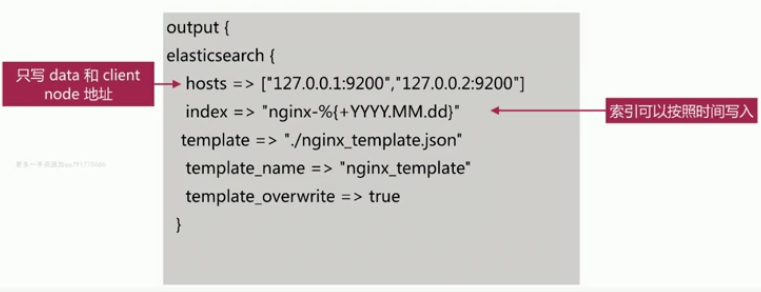 output {
elasticsearch {
只写 data 和 client
node 地址
hosts => ["127.0.0.1:9200","127.0.0.2:9200"]
index => "nginx-%{+YYYY.MM.dd}"
索引可以按照时间写入
template => "./nginx_template.json"
template_name => "nginx_template"
template_overwrite => true
}